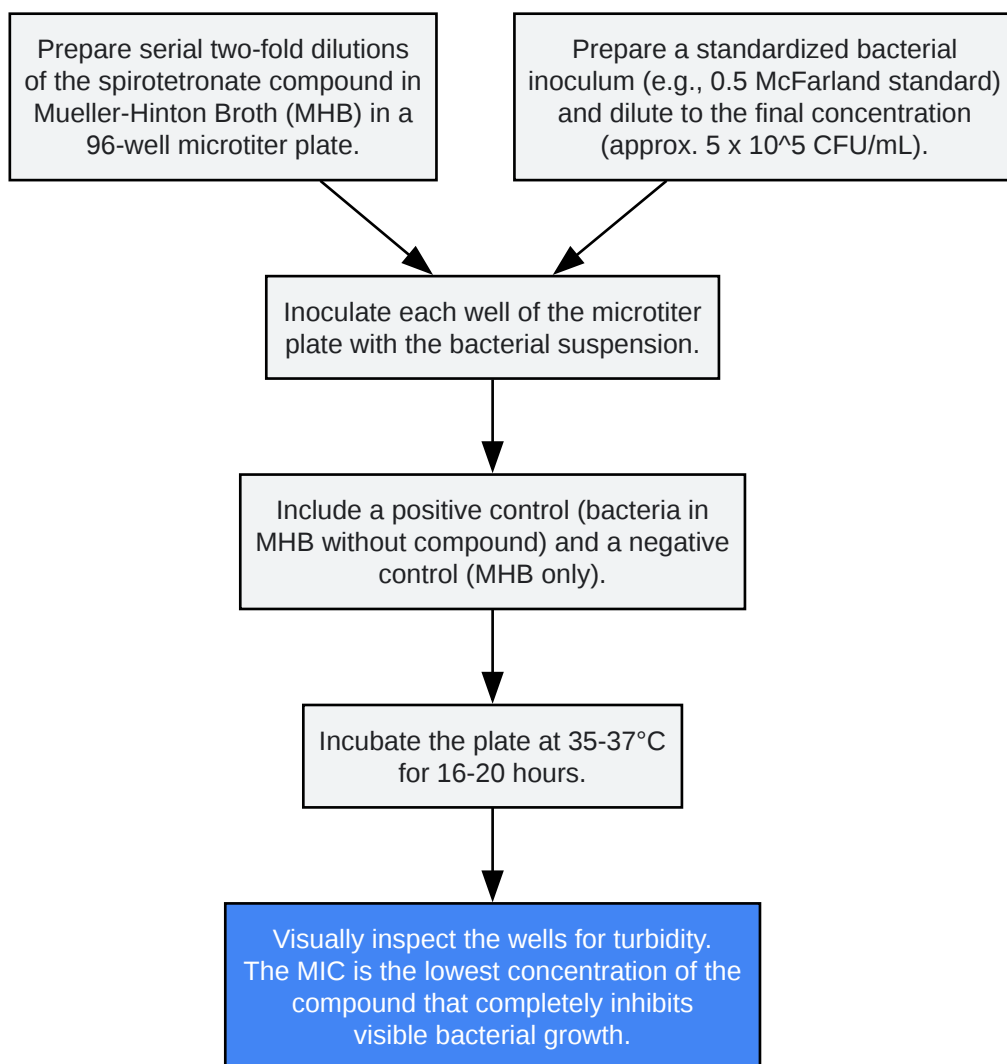 Prepare serial two-fold dilutions
of the spirotetronate compound in
Mueller-Hinton Broth (MHB) in a
96-well microtiter plate.
Prepare a standardized bacterial
inoculum (e.g., 0.5 McFarland standard)
and dilute to the final concentration
(approx. 5 x 10^5 CFU/mL).
Inoculate each well of the microtiter
plate with the bacterial suspension.
Include a positive control (bacteria in
MHB without compound) and a negative
control (MHB only).
Incubate the plate at 35-37°C
for 16-20 hours.
Visually inspect the wells for turbidity.
The MIC is the lowest concentration of the
compound that completely inhibits
visible bacterial growth.